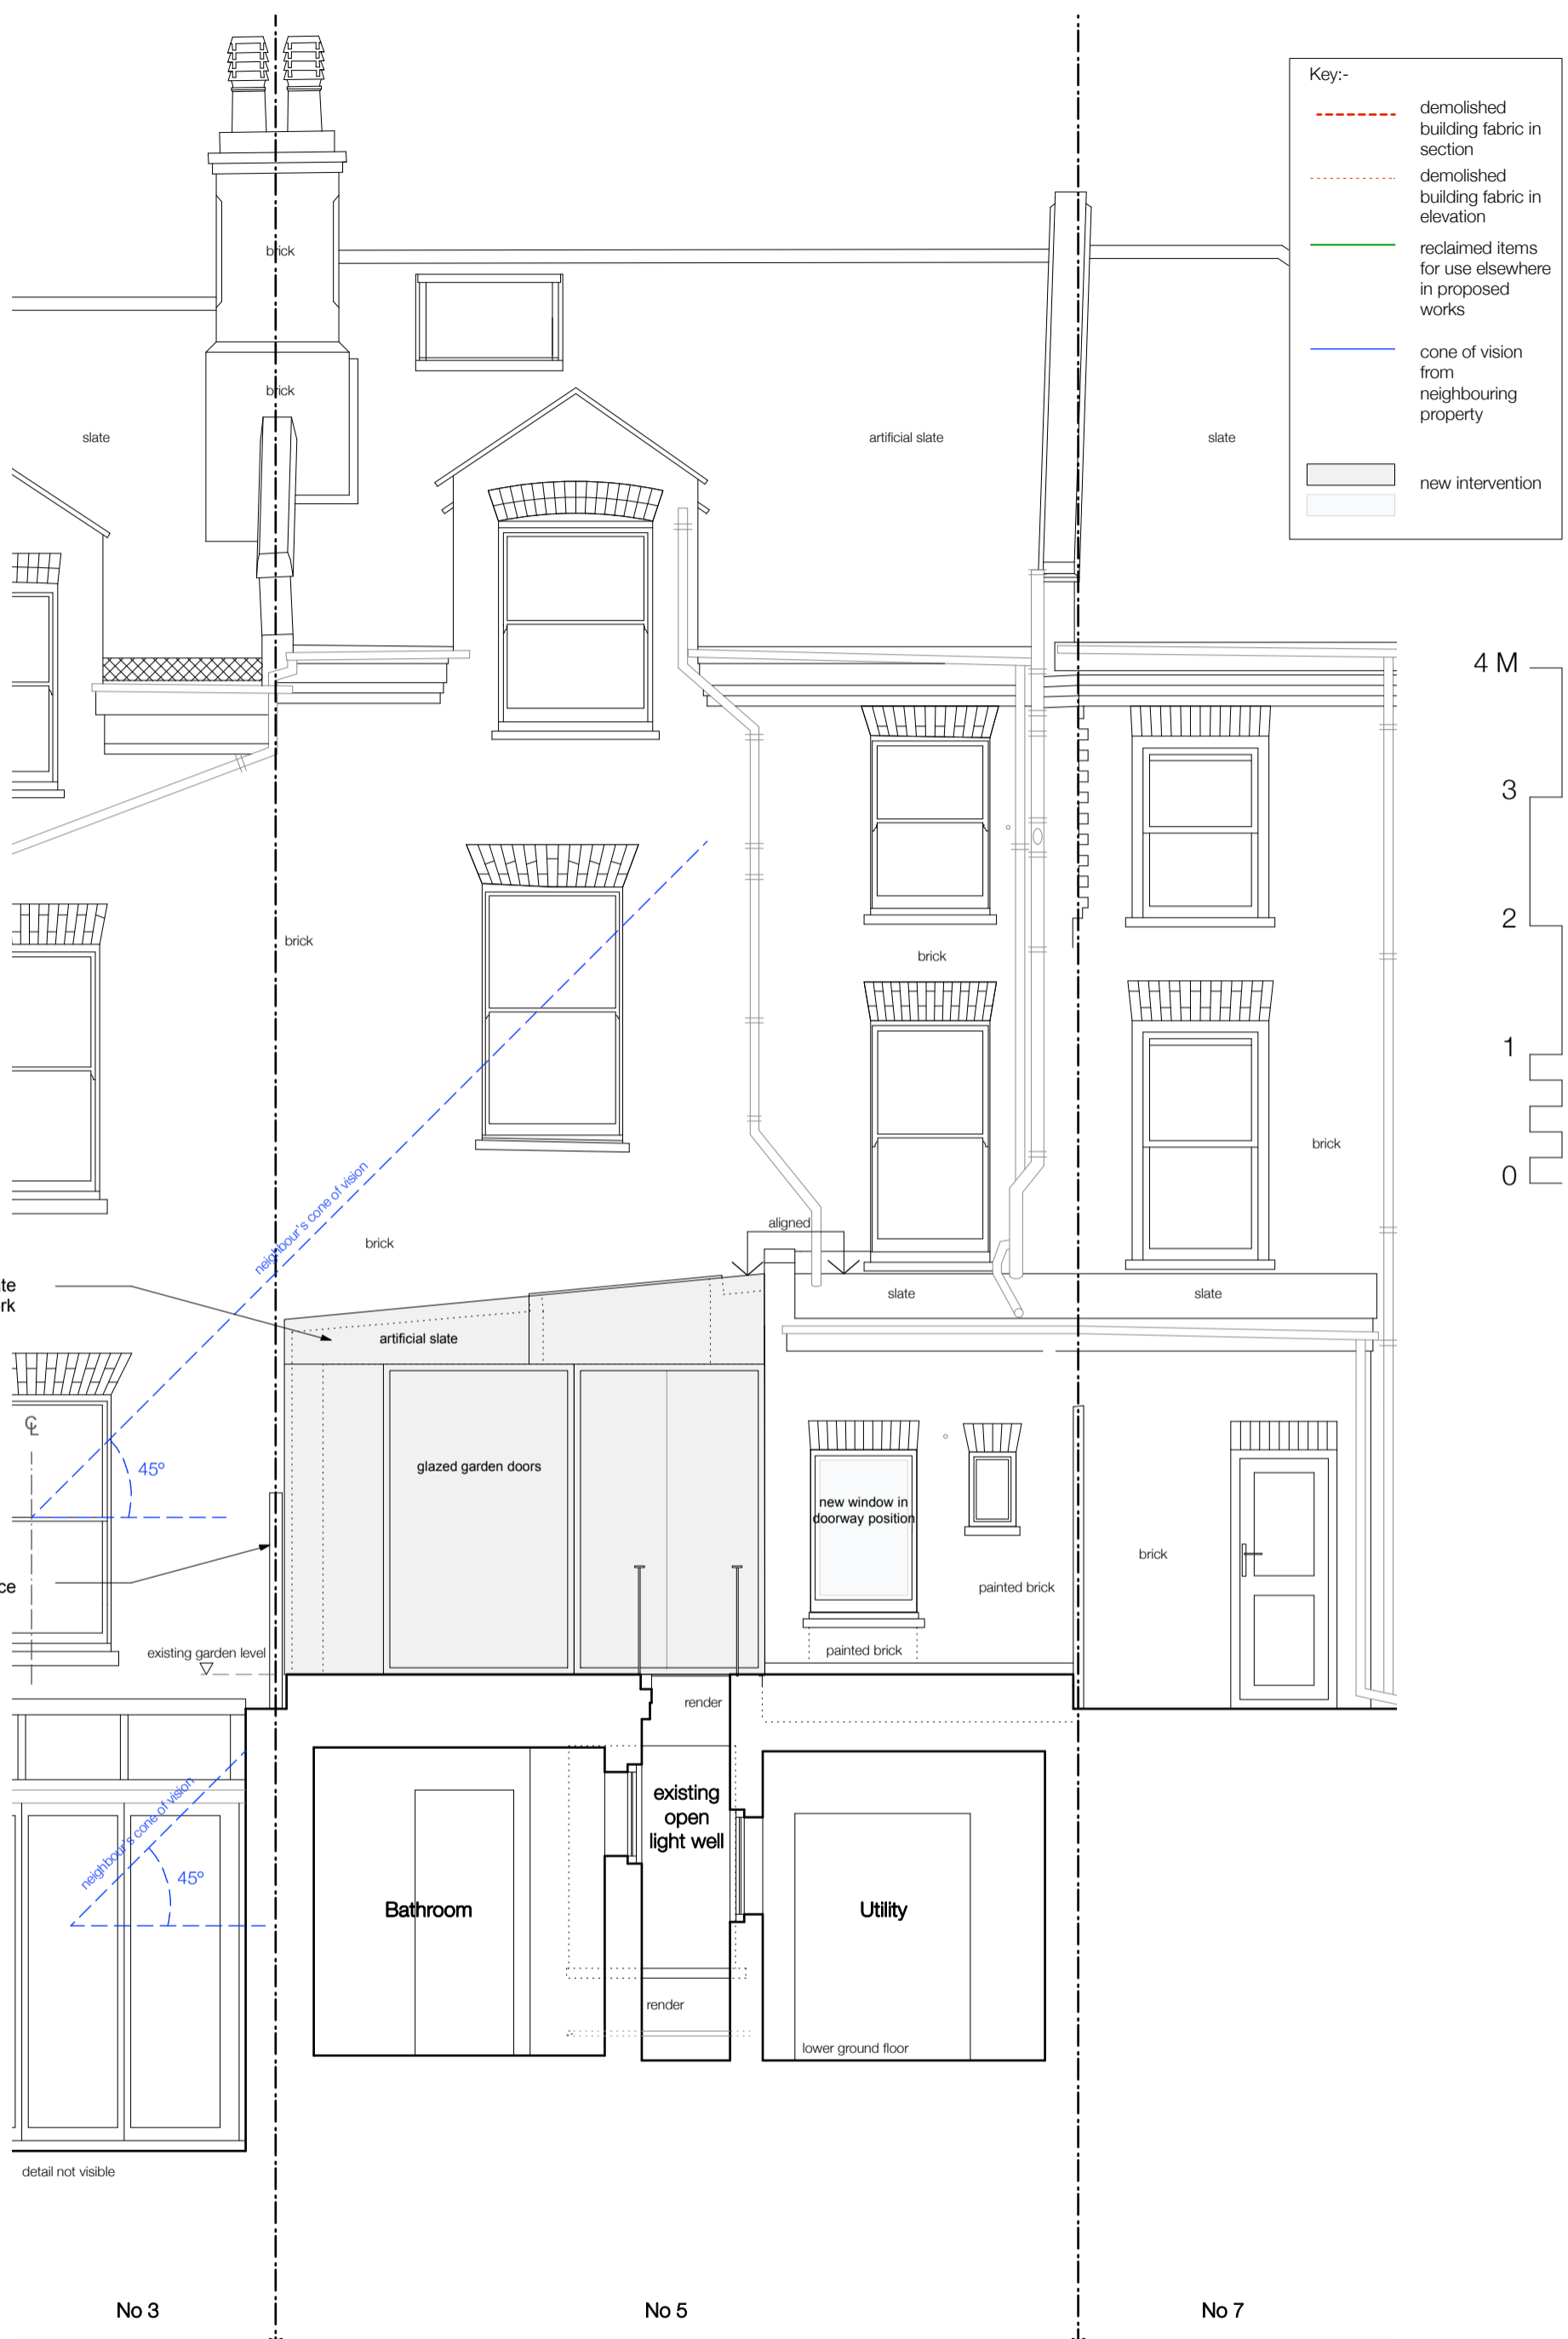 Key:-
demolished
building fabric in
section
demolished
building fabric in
elevation
reclaimed items
for use elsewhere
in proposed
works
cone of vision
from
neighbouring
property
new intervention
brick
brick
slate
artificial slate
slate
4 M
3
2
1
0
brick
brick
brick
neighbour's cone of vision
brick
aligned
slate
slate
artificial slate
℄
45º
glazed garden doors
new window in
doorway position
brick
painted brick
existing garden level
painted brick
render
neighbour's cone of vision
45º
existing
open
light well
Bathroom
Utility
render
lower ground floor
detail not visible
No 3
No 5
No 7